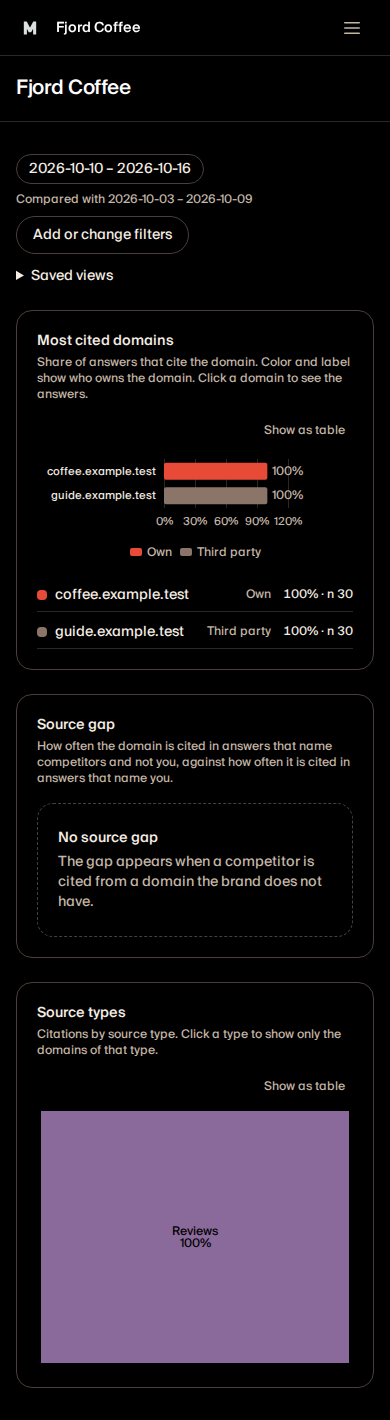 M Fjord Coffee
Fjord Coffee
2026-10-10 – 2026-10-16
Compared with 2026-10-03 – 2026-10-09
Add or change filters
Saved views
Most cited domains
Share of answers that cite the domain. Color and label
show who owns the domain. Click a domain to see the
answers.
Show as table
coffee.example.test 100%
guide.example.test 100%
0% 30% 60% 90% 120%
Own Third party
coffee.example.test Own 100% · n 30
guide.example.test Third party 100% · n 30
Source gap
How often the domain is cited in answers that name
competitors and not you, against how often it is cited in
answers that name you.
No source gap
The gap appears when a competitor is
cited from a domain the brand does not
have.
Source types
Citations by source type. Click a type to show only the
domains of that type.
Show as table
Reviews
100%